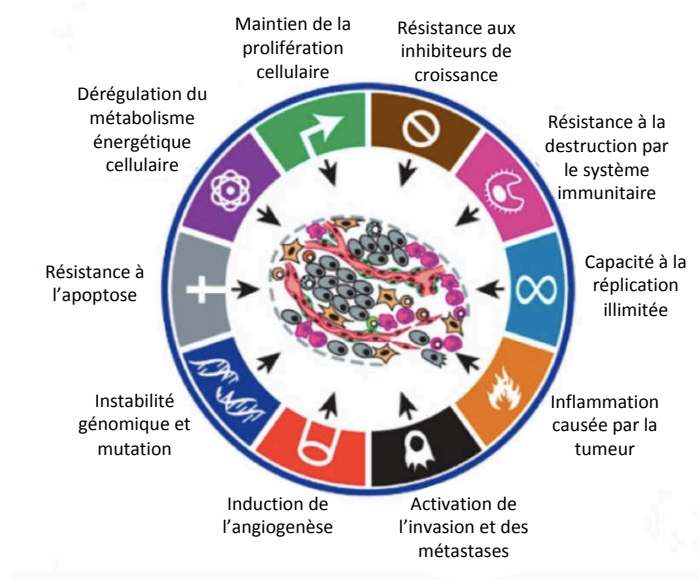 Maintien de la
prolifération
cellulaire
Résistance aux
inhibiteurs de
croissance
Résistance à la
destruction par
le système
immunitaire
Capacité à la
réplication
illimitée
Inflammation
causée par la
tumeur
Activation de
l’invasion et des
métastases
Induction de
l’angiogenèse
Instabilité
génomique et
mutation
Résistance à
l’apoptose
Dérégulation du
métabolisme
énergétique
cellulaire